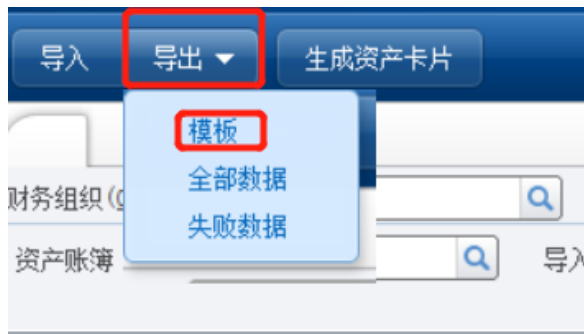 导入 导出 生成资产卡片
模板
全部数据
财务组织(
失败数据
资产账簿 导入